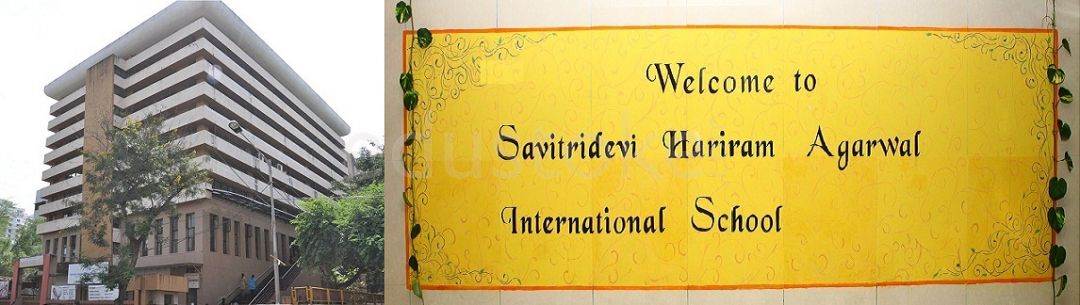 Welcome to
Savitridevi Hariram Agarwal
International School